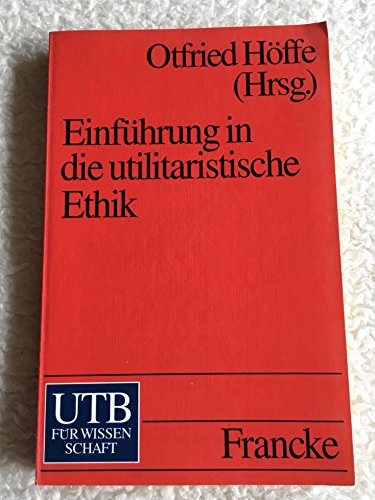 Otfried Höffe
(Hrsg.)
Einführung in
die utilitaristische
Ethik
UTB
FÜR WISSEN
SCHAFT
Francke